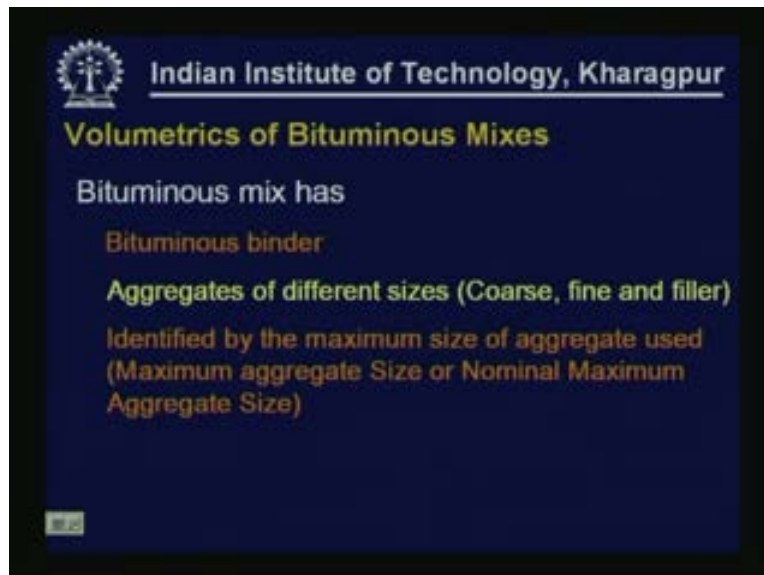 Indian Institute of Technology, Kharagpur
Volumetrics of Bituminous Mixes
Bituminous mix has
Bituminous binder
Aggregates of different sizes (Coarse, fine and filler)
Identified by the maximum size of aggregate used
(Maximum aggregate Size or Nominal Maximum
Aggregate Size)